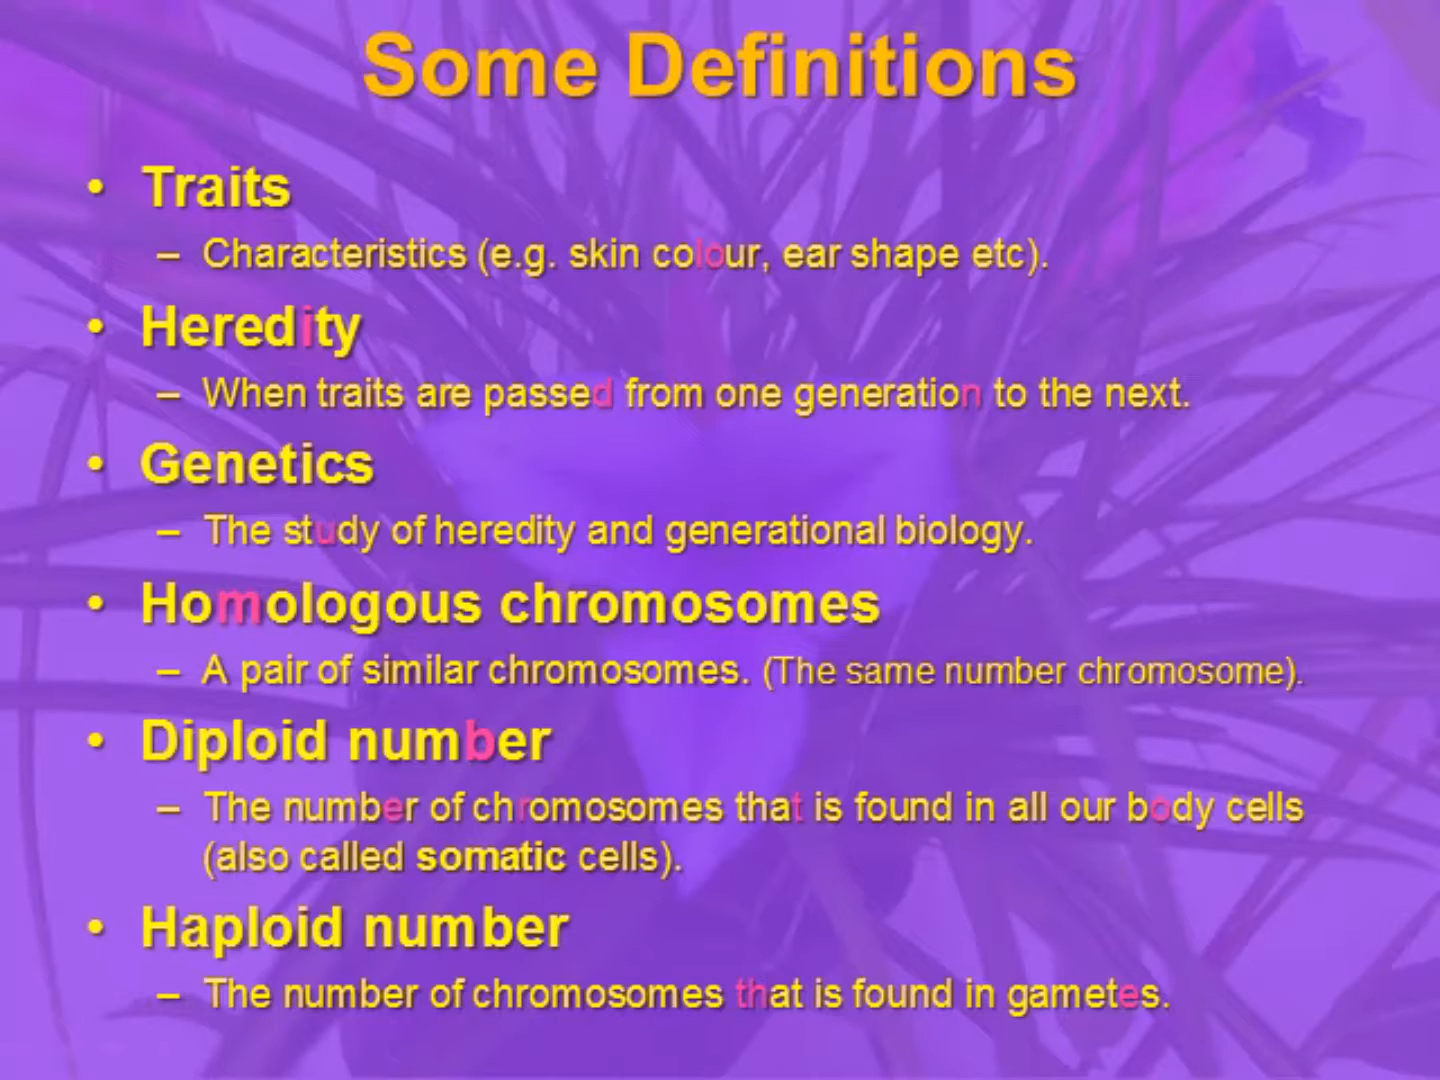 Some Definitions
• Traits
– Characteristics (e.g. skin colour, ear shape etc).
• Heredity
– When traits are passed from one generation to the next.
• Genetics
– The study of heredity and generational biology.
• Homologous chromosomes
– A pair of similar chromosomes. (The same number chromosome).
• Diploid number
– The number of chromosomes that is found in all our body cells
(also called somatic cells).
• Haploid number
– The number of chromosomes that is found in gametes.